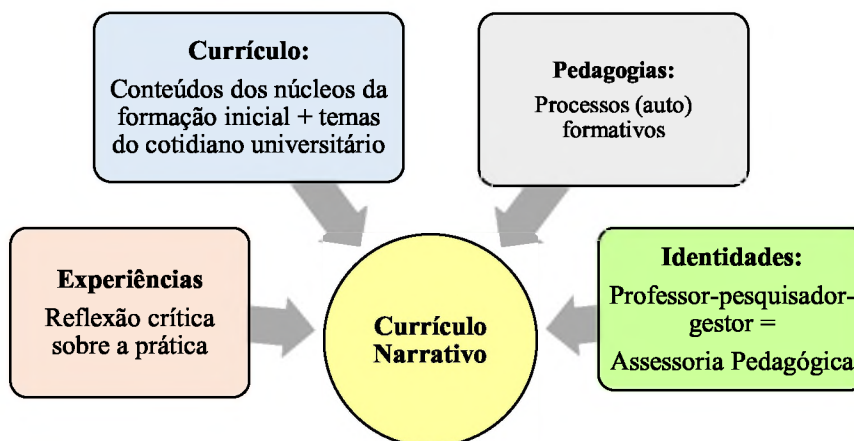 Currículo:
Conteúdos dos núcleos da
formação inicial + temas
do cotidiano universitário
Pedagogias:
Processos (auto)
formativos
Experiências
Reflexão crítica
sobre a prática
Currículo
Narrativo
Identidades:
Professor-pesquisador-
gestor =
Assessoria Pedagógica